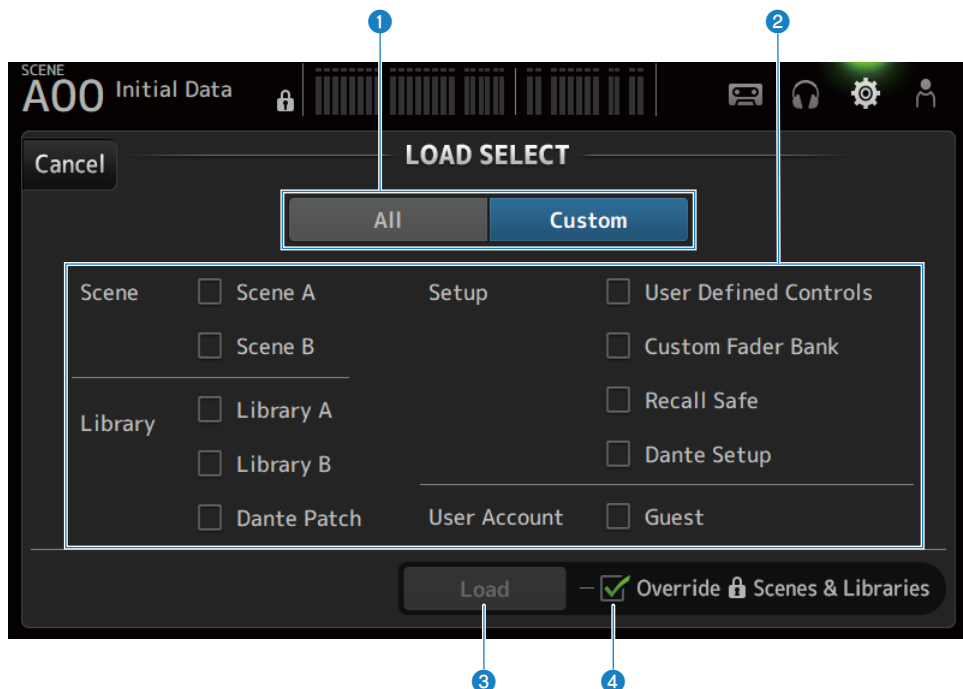 1 2
SCENE
A00 Initial Data
Cancel LOAD SELECT
All Custom
Scene Scene A Setup User Defined Controls
Scene B Custom Fader Bank
Library Library A Recall Safe
Library B Dante Setup
Dante Patch User Account Guest
Load Override Scenes & Libraries
3 4